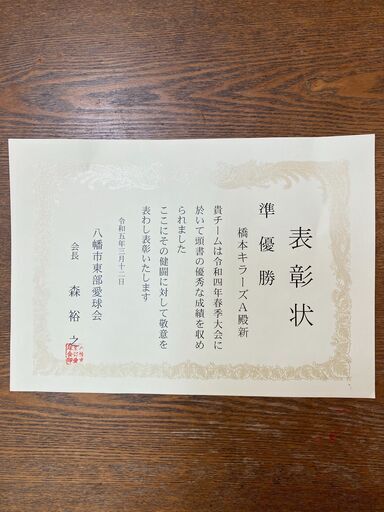 表彰状
準優勝
橋本キラーズA殿新
貴チームは令和四年春季大会に
於いて頭書の優秀な成績を収め
られました
ここにその健闘に対して敬意を
表わし表彰いたします
令和五年三月十二日
八幡市東部愛球会
会長 森裕之